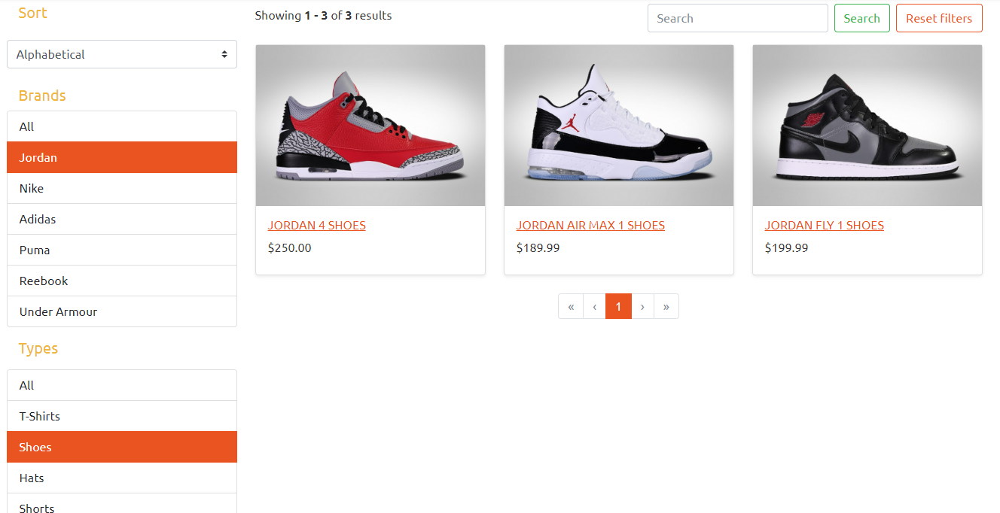 Sort
Alphabetical
Brands
All
Jordan
Nike
Adidas
Puma
Reebook
Under Armour
Types
All
T-Shirts
Shoes
Hats
Shorts
Showing 1 - 3 of 3 results
Search
Search
Reset filters
JORDAN 4 SHOES
$250.00
JORDAN AIR MAX 1 SHOES
$189.99
JORDAN FLY 1 SHOES
$199.99
« ‹ 1 › »